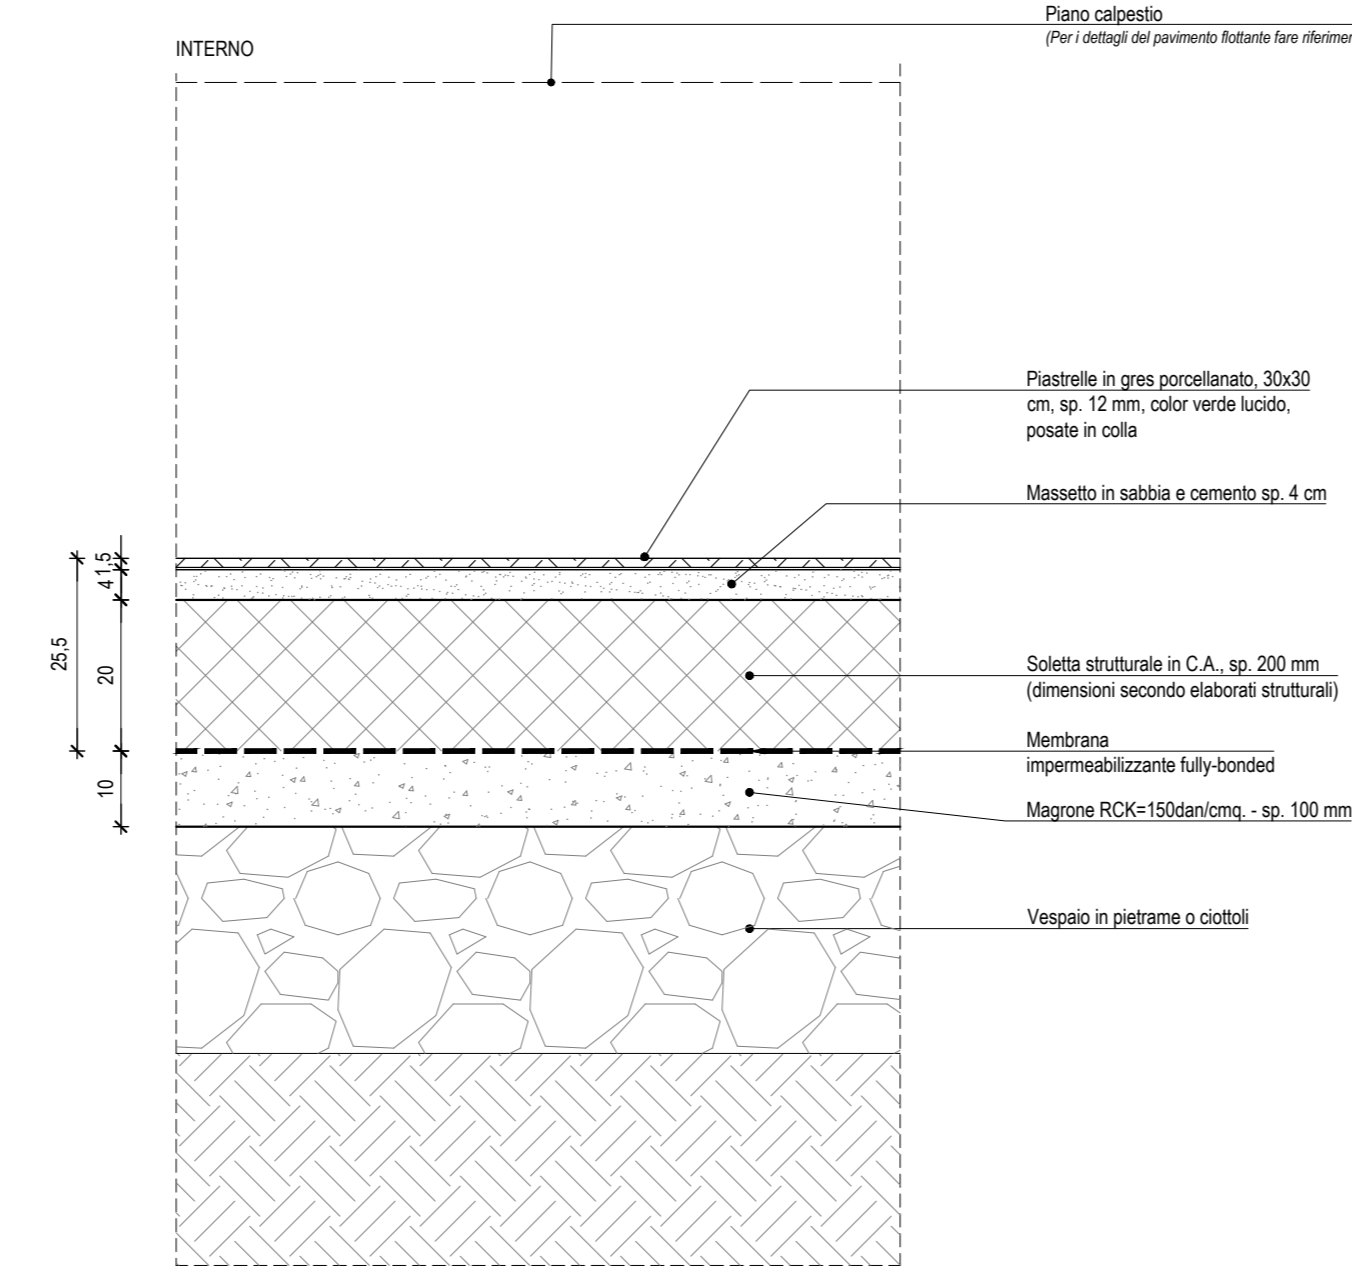 Piano calpestio
(Per i dettagli del pavimento flottante fare
INTERNO
Piastrelle in gres porcellanato, 30x30
cm, sp. 12 mm, color verde lucido,
posate in colla
Massetto in sabbia e cemento sp. 4 cm
1,5
4
25,5
20
Soletta strutturale in C.A., sp. 200 mm
(dimensioni secondo elaborati strutturali)
Membrana
impermeabilizzante fully-bonded
10
Magrone RCK=150dan/cmq. - sp. 100 mm
Vespaio in pietrame o ciottoli